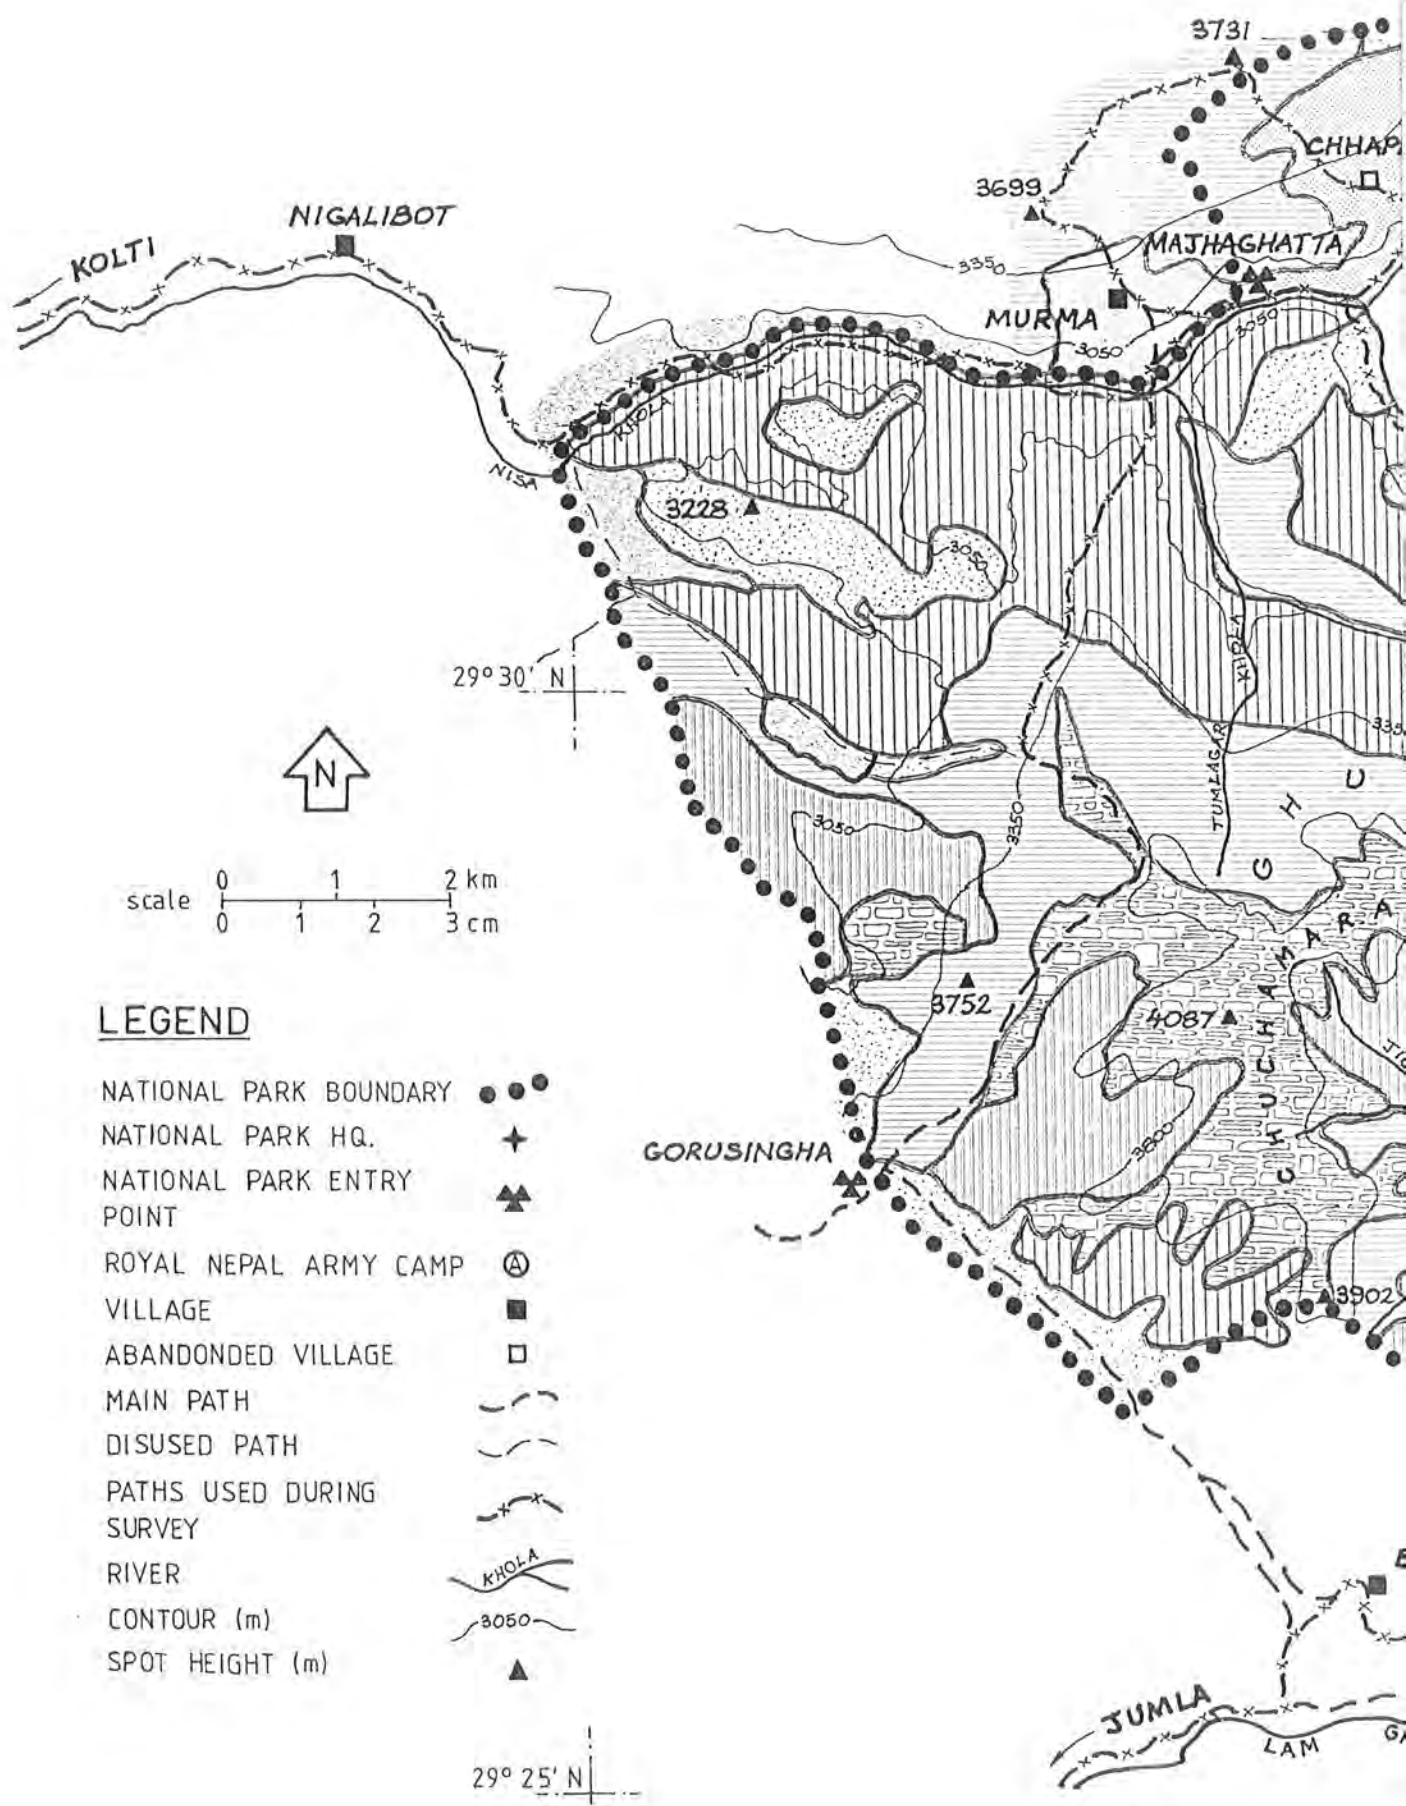 3731
CHHAP
3699
NIGALIBOT
KOLTI
MAJHAGHATTA
3350
MURMA
3050
3050
KHOLA
NISA
3228
3050
KHOLA
29° 30' N
3350
N
TUMLAGAR
H U
3050
3350
G
scale 0 1 2 km
0 1 2 3 cm
CHUCHAMARA
3752
4087
LEGEND
NATIONAL PARK BOUNDARY
NATIONAL PARK HQ.
NATIONAL PARK ENTRY
POINT
ROYAL NEPAL ARMY CAMP A
VILLAGE
ABANDONDED VILLAGE
MAIN PATH
DISUSED PATH
PATHS USED DURING
SURVEY
RIVER KHOLA
CONTOUR (m) 3050
SPOT HEIGHT (m)
GORUSINGHA
3800
3902
JUMLA
LAM
29° 25' N